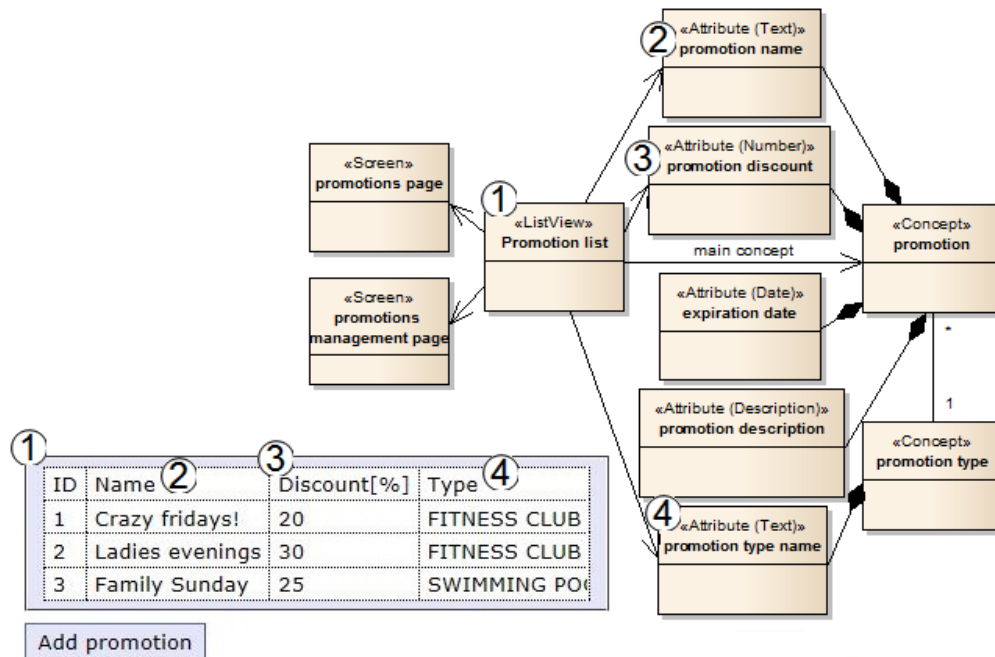 2
«Attribute (Text)»
promotion name
3
«Attribute (Number)»
promotion discount
«Screen»
promotions page
1
«ListView»
Promotion list
main concept
«Concept»
promotion
«Screen»
promotions
management page
«Attribute (Date)»
expiration date
*
1
«Attribute (Description)»
promotion description
«Concept»
promotion type
4
«Attribute (Text)»
promotion type name
1
2
3
4
ID Name Discount[%] Type
1 Crazy fridays! 20 FITNESS CLUB
2 Ladies evenings 30 FITNESS CLUB
3 Family Sunday 25 SWIMMING PO
Add promotion